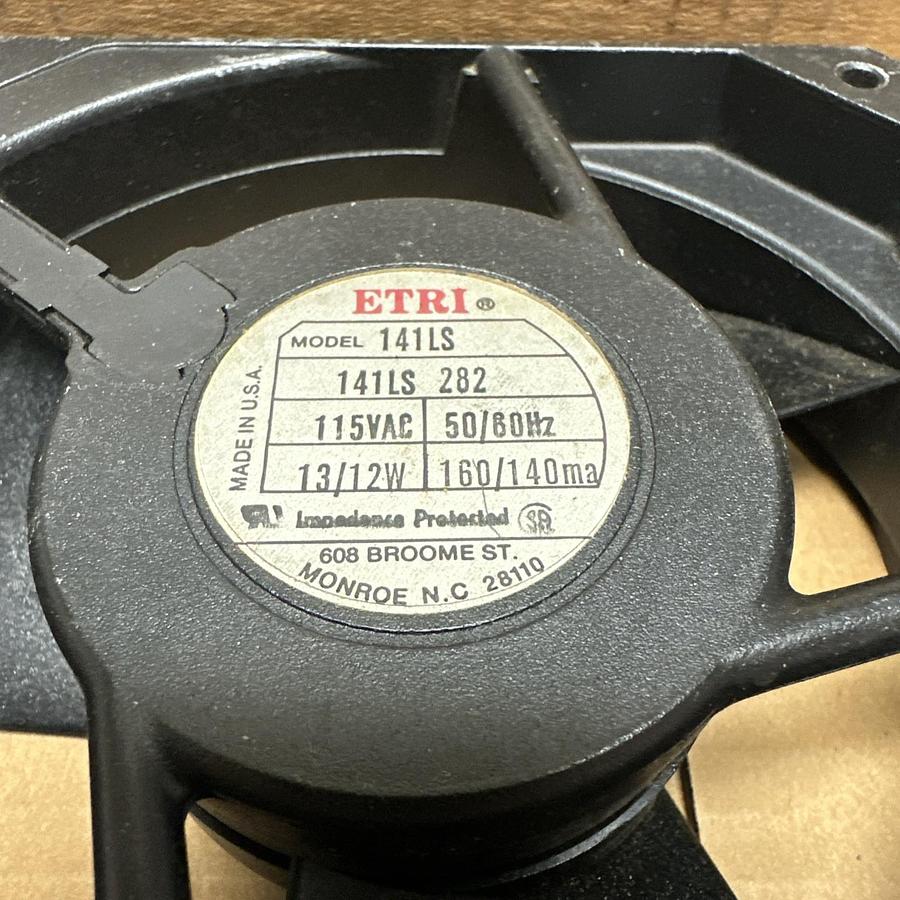 ETRI ®
MODEL 141LS
141LS 282
115VAC 50/60Hz
13/12W 160/140ma
MADE IN U.S.A.
Impedance Protected
608 BROOME ST.
MONROE N.C 28110